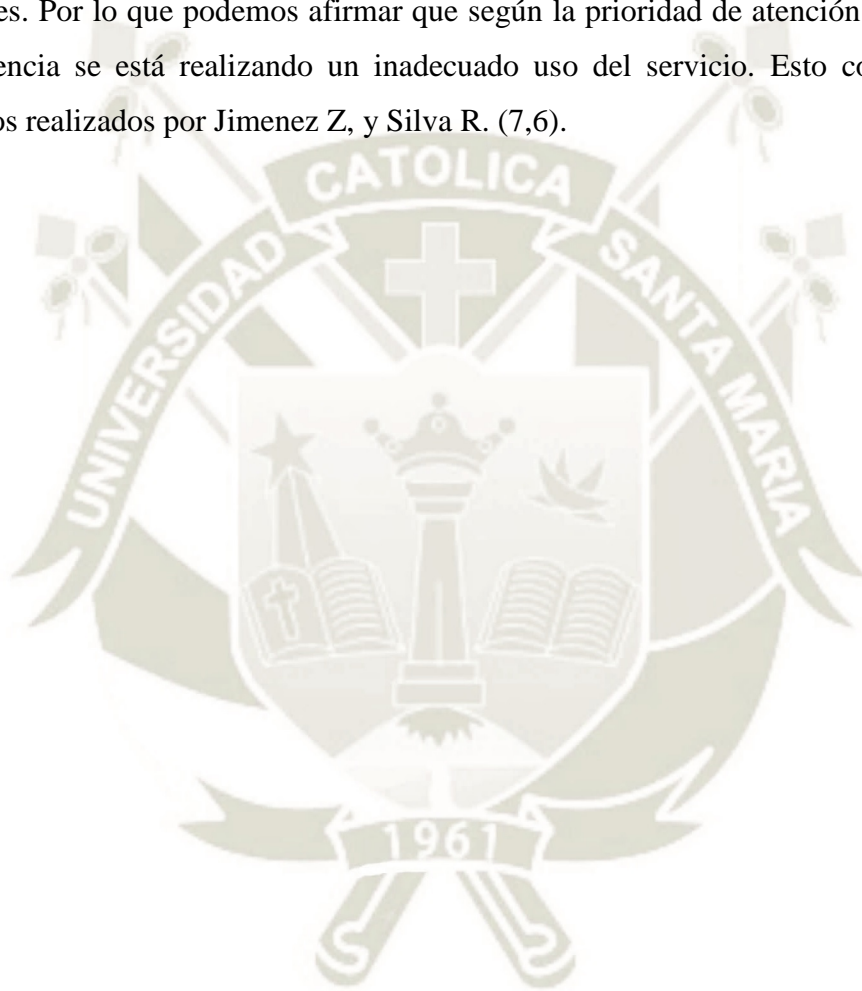 es. Por lo que podemos afirmar que según la prioridad de atención
encia se está realizando un inadecuado uso del servicio. Esto co
os realizados por Jimenez Z, y Silva R. (7,6).
UNIVERSIDAD CATOLICA SANTA MARIA
1961